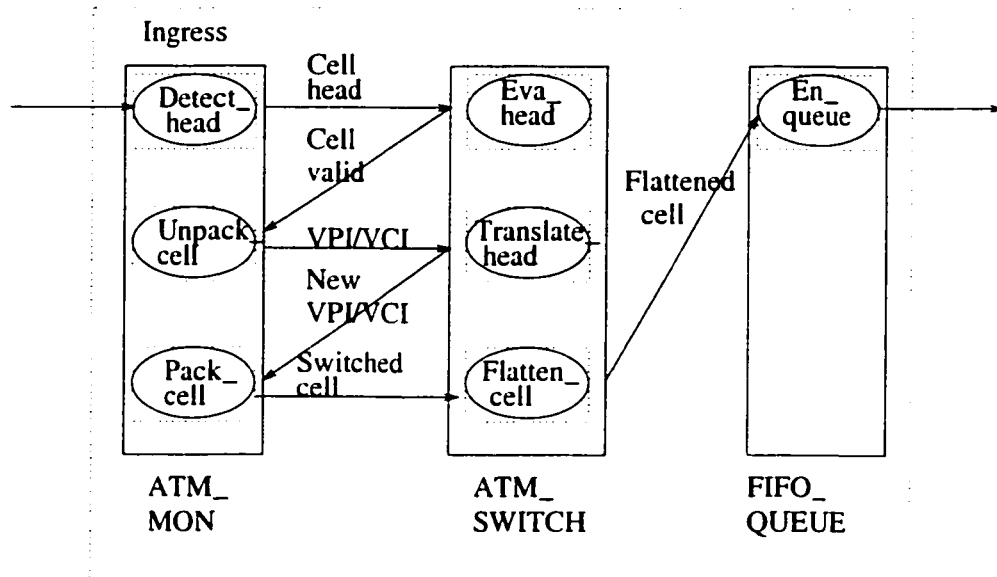 Ingress
Cell
head
Detect_
head
Eva_
head
En_
queue
Cell
valid
Flattened
cell
Unpack
cell
VPI/VCI
Translate
head
New
VPI/VCI
Switched
cell
Pack_
cell
Flatten_
cell
ATM_
MON
ATM_
SWITCH
FIFO_
QUEUE